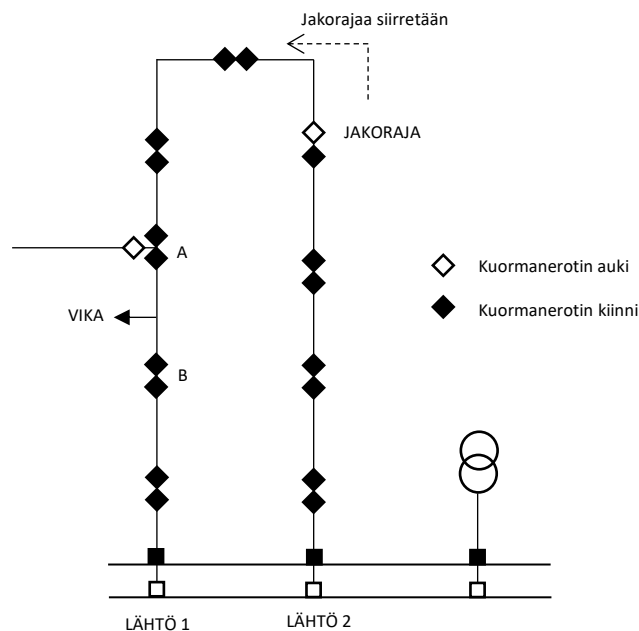 Jakorajaa siirretään
JAKORAJA
A
Kuormanerotin auki
VIKA
Kuormanerotin kiinni
B
LÄHTÖ 1
LÄHTÖ 2